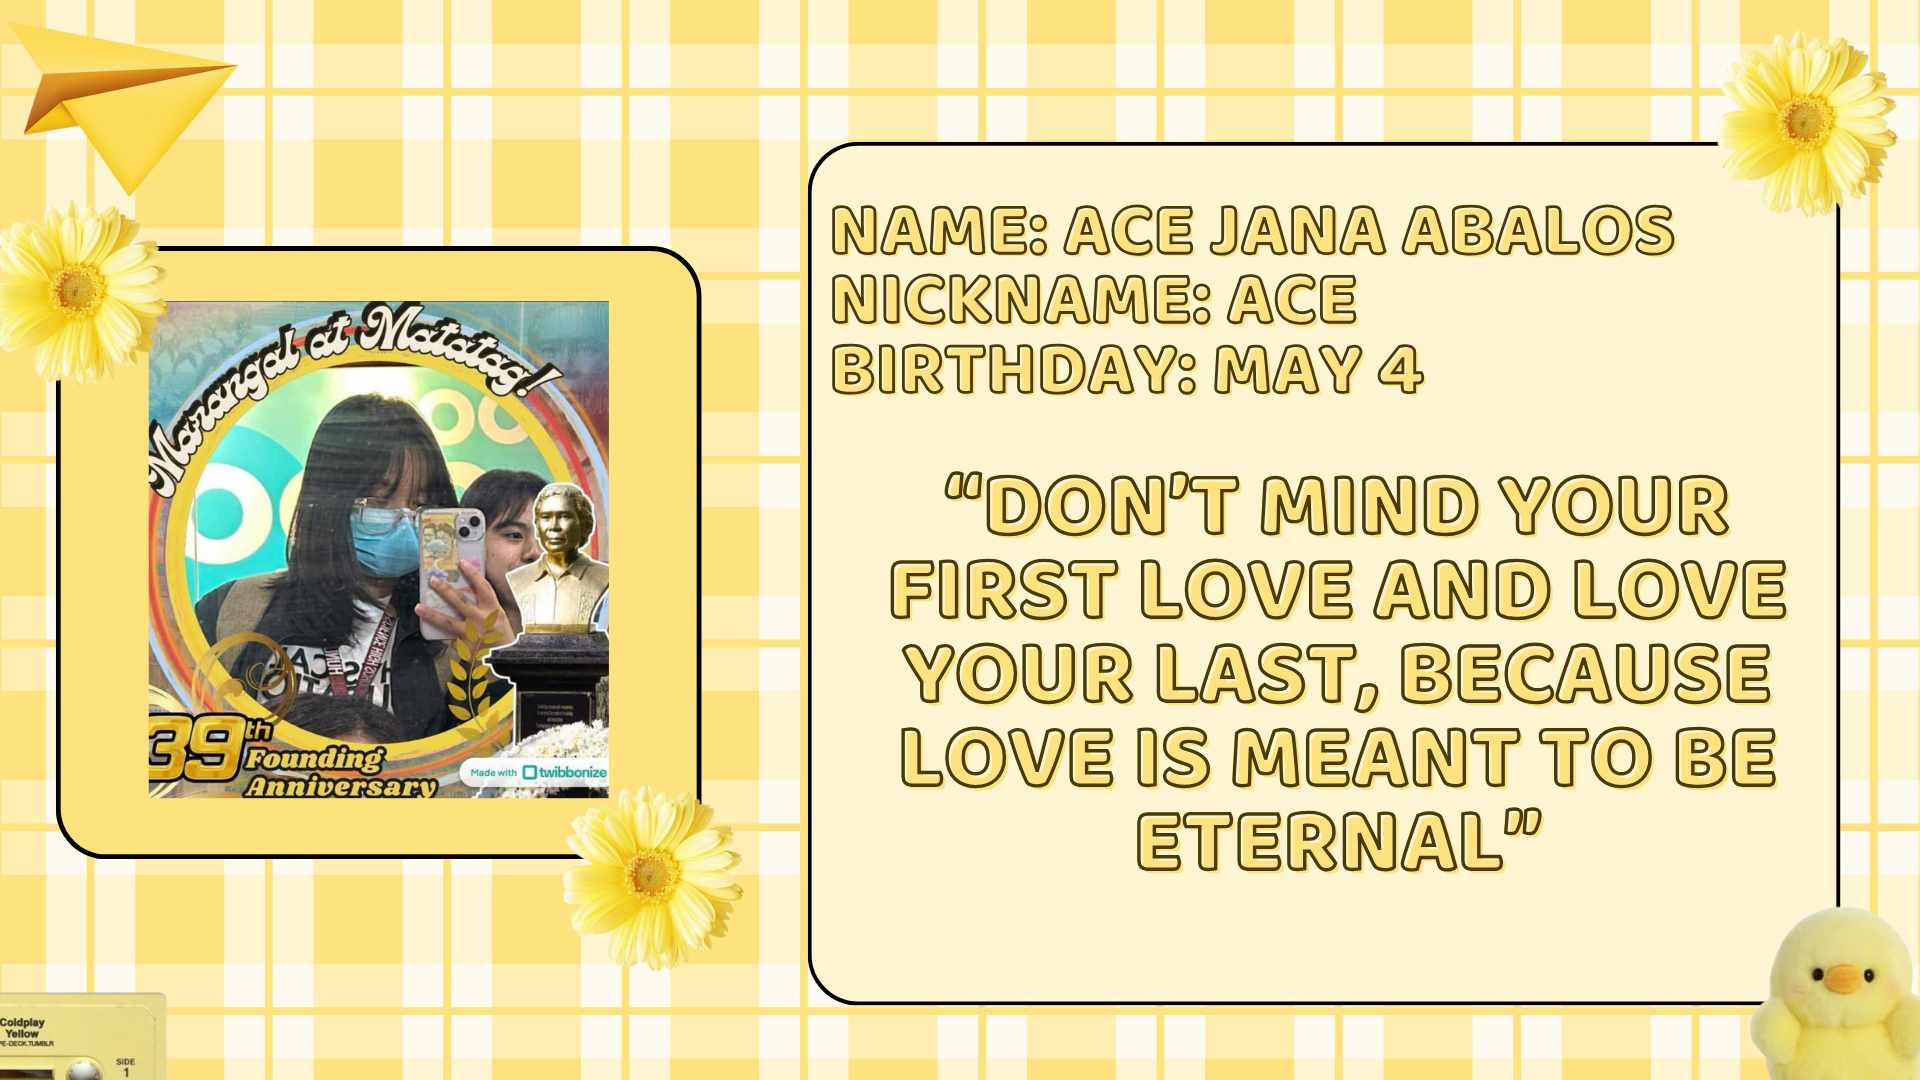 NAME: ACE JANA ABALOS
NICKNAME: ACE
BIRTHDAY: MAY 4
“DON’T MIND YOUR
FIRST LOVE AND LOVE
YOUR LAST, BECAUSE
LOVE IS MEANT TO BE
ETERNAL”
Marangal at Matatag!
39th
Founding
Anniversary
Made with twibbonize
Coldplay
Yellow
SIDE
1